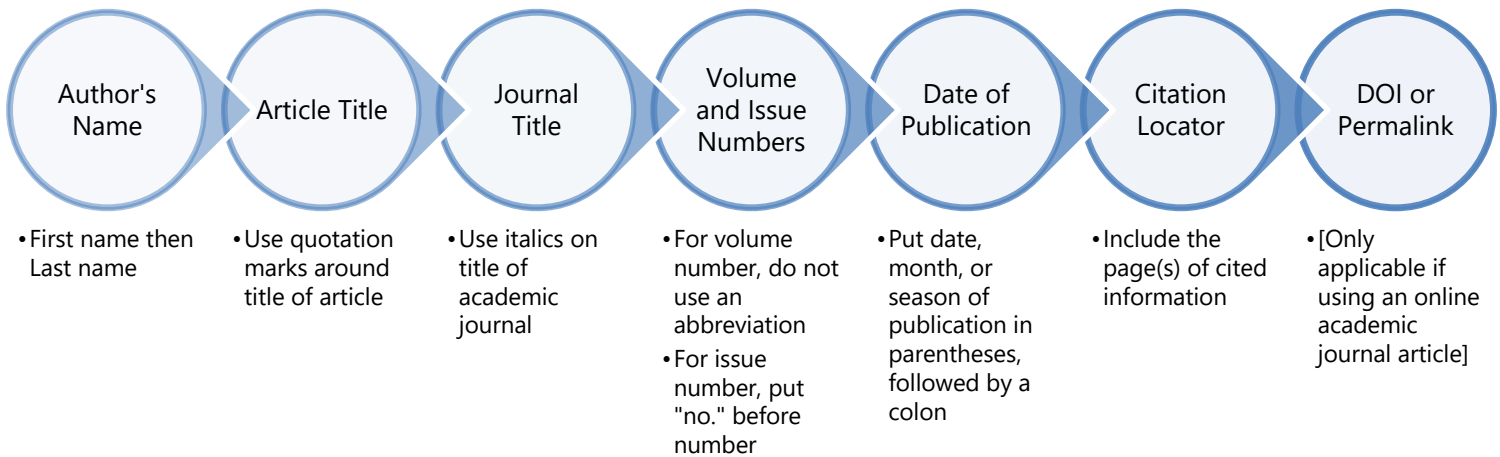 Author's
Name
Article Title
Journal
Title
Volume
and Issue
Numbers
Date of
Publication
Citation
Locator
DOI or
Permalink
•First name then
Last name
•Use quotation
marks around
title of article
•Use italics on
title of
academic
journal
•For volume
number, do not
use an
abbreviation
•For issue
number, put
"no." before
number
•Put date,
month, or
season of
publication in
parentheses,
followed by a
colon
•Include the
page(s) of cited
information
•[Only
applicable if
using an online
academic
journal article]